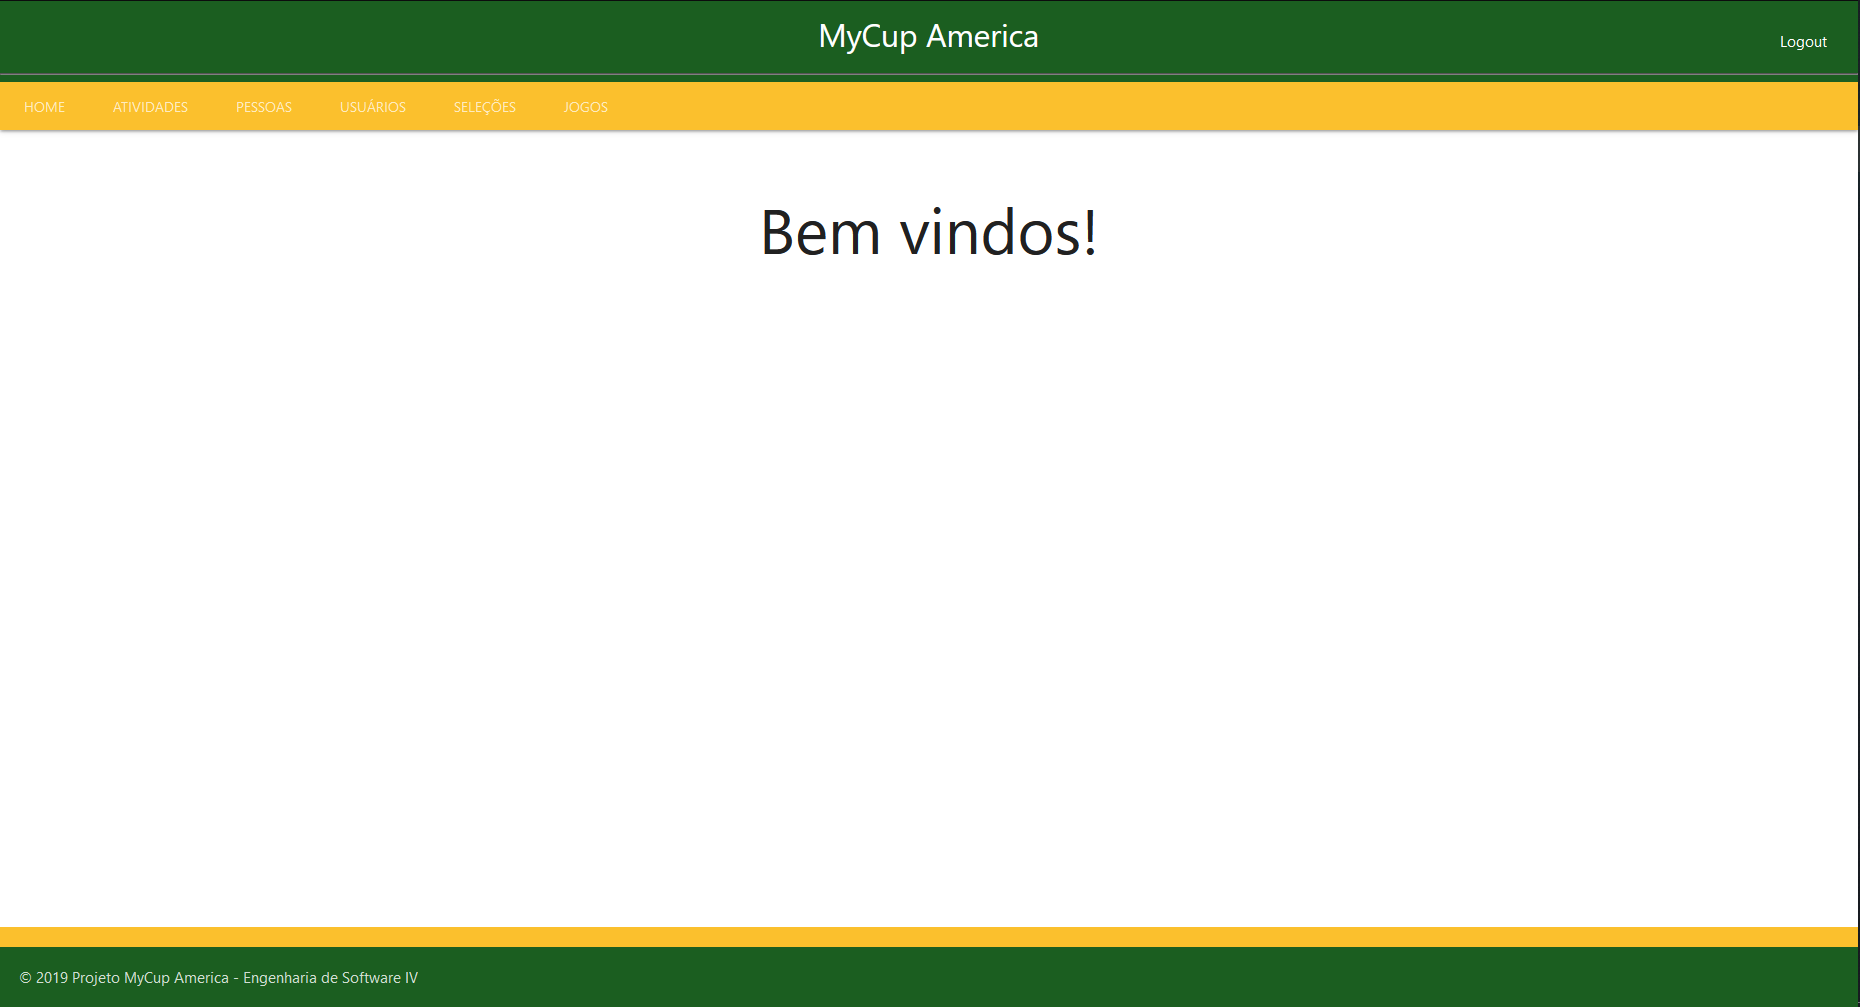 MyCup America
Logout
HOME ATIVIDADES PESSOAS USUÁRIOS SELEÇÕES JOGOS
Bem vindos!
© 2019 Projeto MyCup America - Engenharia de Software IV